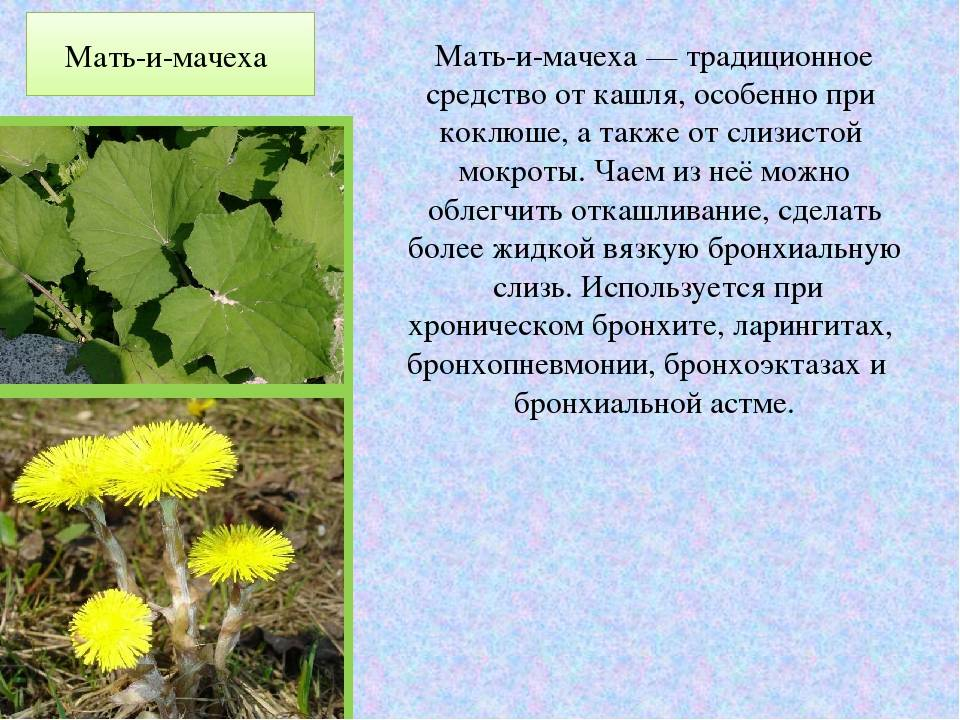 Мать-и-мачеха
Мать-и-мачеха — традиционное
средство от кашля, особенно при
коклюше, а также от слизистой
мокроты. Чаем из неё можно
облегчить откашливание, сделать
более жидкой вязкую бронхиальную
слизь. Используется при
хроническом бронхите, ларингитах,
бронхопневмонии, бронхоэктазах и
бронхиальной астме.